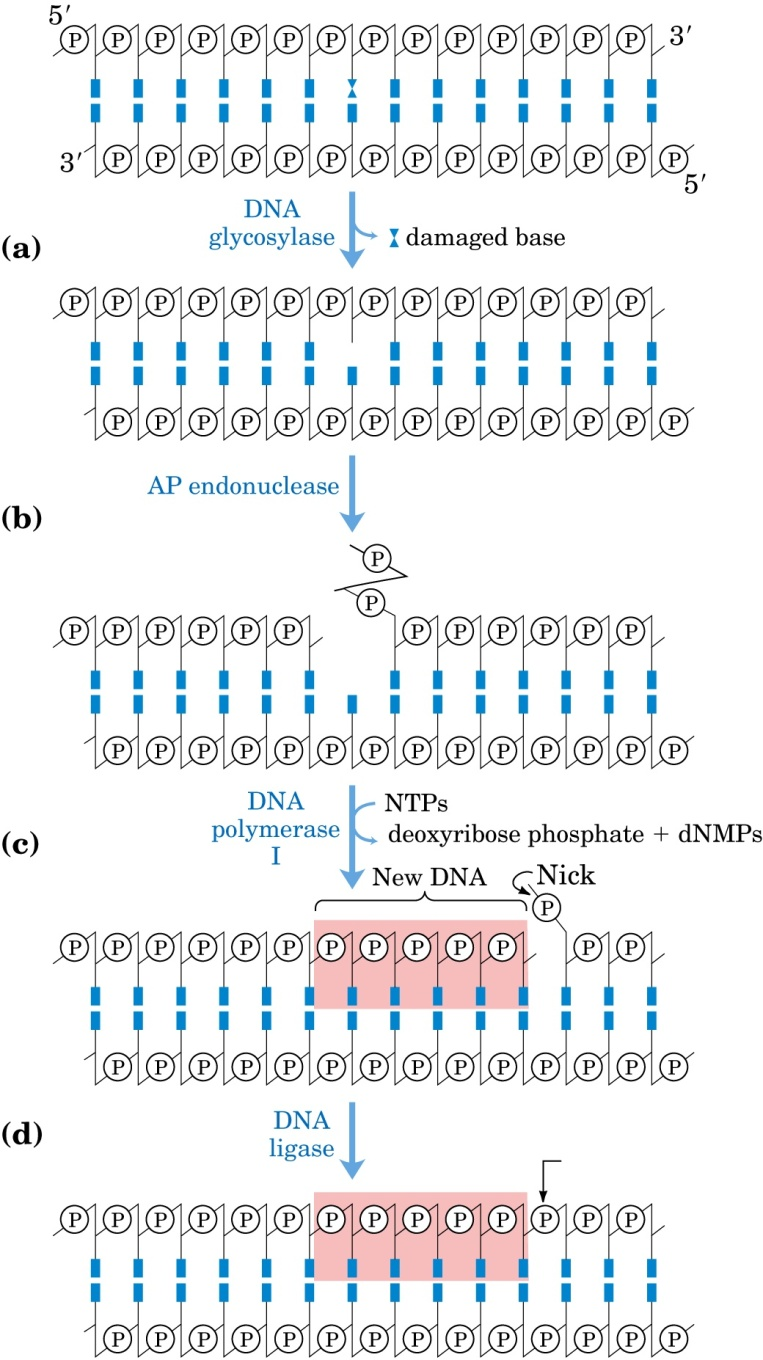 5′
P P P P P P P P P P P P P P 3′
3′ P P P P P P P P P P P P P P
5′
DNA
glycosylase
damaged base
(a)
P P P P P P P P P P P P P P
P P P P P P P P P P P P P P
AP endonuclease
(b)
P
P
P P P P P P P P P P P P
P P P P P P P P P P P P P P
DNA
polymerase
I
NTPs
deoxyribose phosphate + dNMPs
(c)
New DNA
Nick
P
P P P P P P P P P P P P P
P P P P P P P P P P P P P P
DNA
ligase
(d)
P P P P P P P P P P P P P P
P P P P P P P P P P P P P P